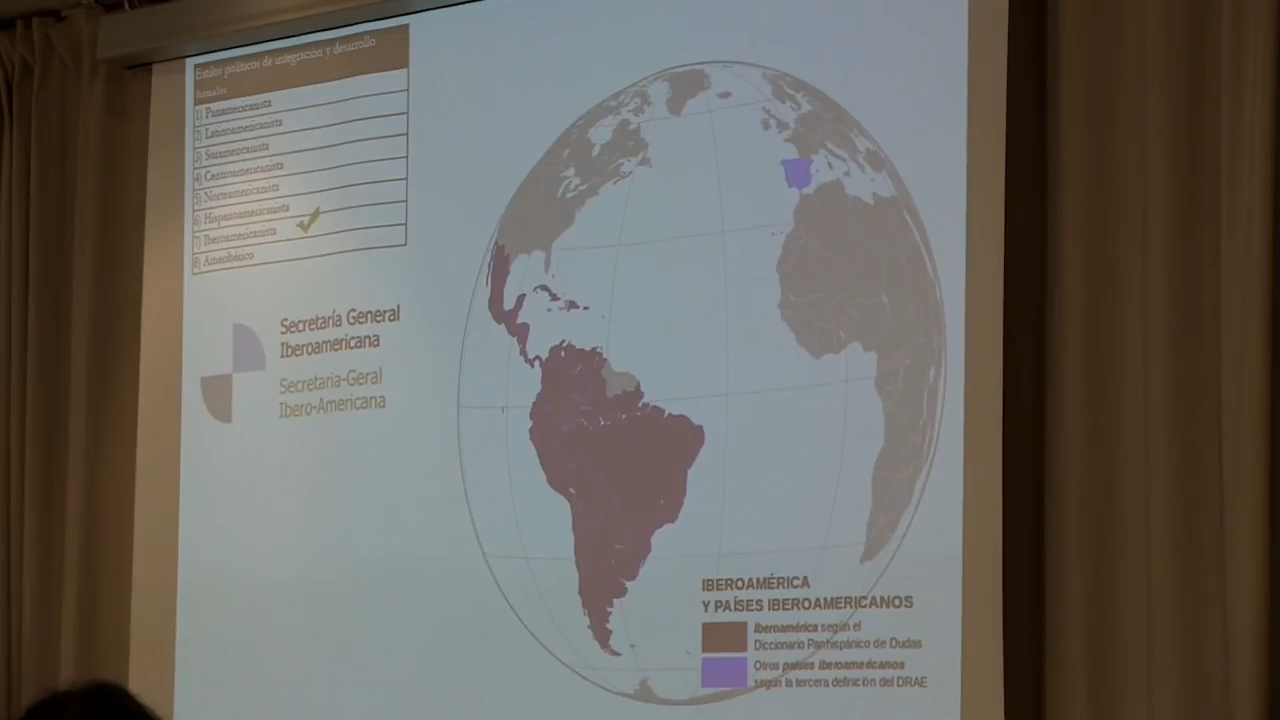 Estilos políticos de integración y desarrollo
formales
1) Panamericanista
2) Latinoamericanista
3) Suramericanista
4) Centroamericanista
5) Norteamericanista
6) Hispanoamericanista
7) Iberoamericanista
8) Ameribérico
Secretaría General
Iberoamericana
Secretaria-Geral
Ibero-Americana
IBEROAMÉRICA
Y PAÍSES IBEROAMERICANOS
Iberoamérica según el
Diccionario Panhispánico de Dudas
Otros países iberoamericanos
según la tercera definición del DRAE